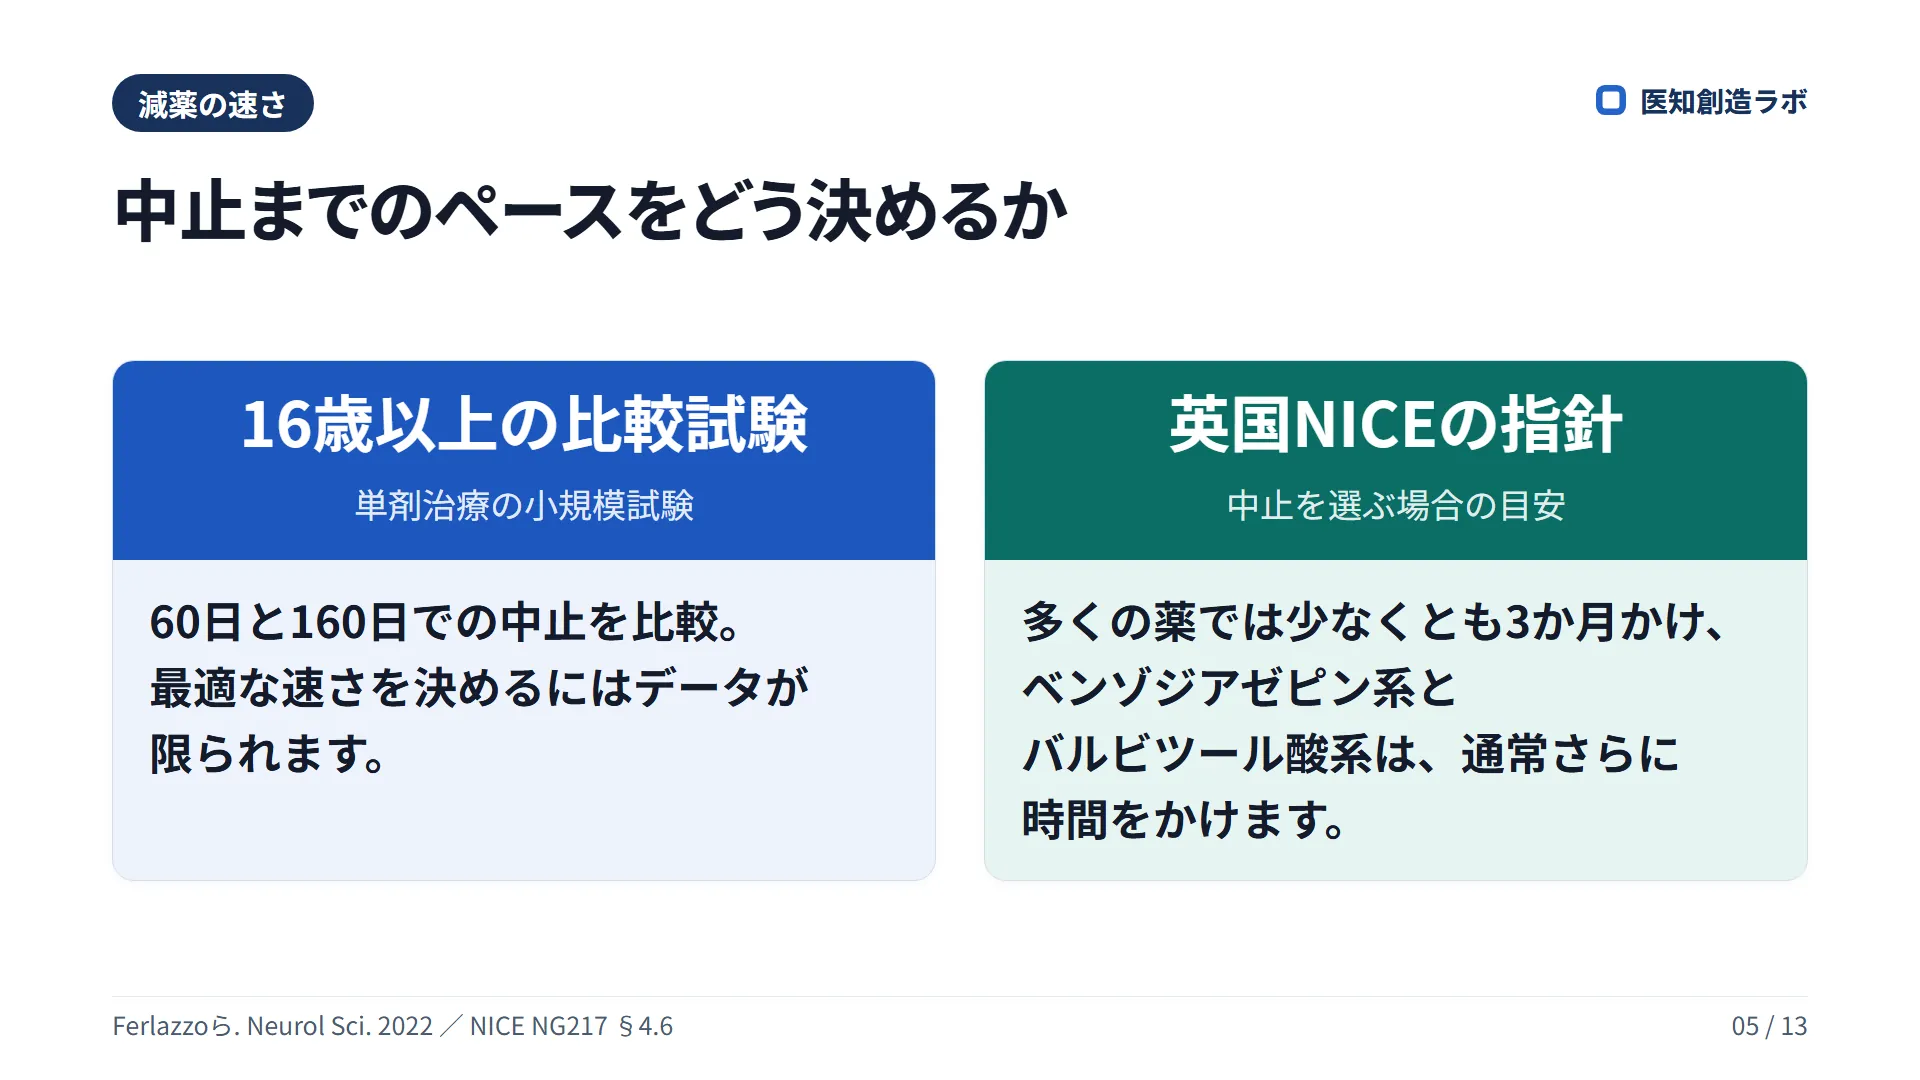 減薬の速さ
医知創造ラボ
中止までのペースをどう決めるか
16歳以上の比較試験
単剤治療の小規模試験
60日と160日での中止を比較。
最適な速さを決めるにはデータが
限られます。
英国NICEの指針
中止を選ぶ場合の目安
多くの薬では少なくとも3か月かけ、
ベンゾジアゼピン系と
バルビツール酸系は、通常さらに
時間をかけます。
Ferlazzoら. Neurol Sci. 2022 ／ NICE NG217 §4.6
05 / 13